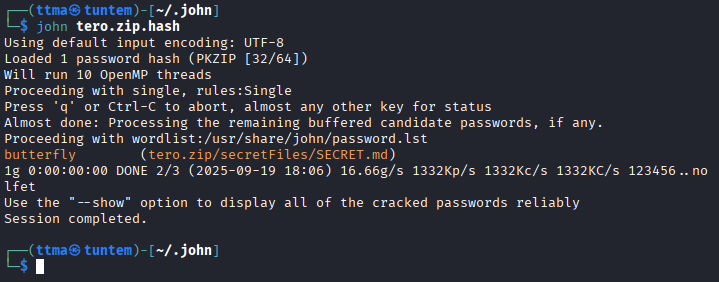 ┌──(ttma㉿tuntem)-[~/.john]
└─$ john tero.zip.hash
Using default input encoding: UTF-8
Loaded 1 password hash (PKZIP [32/64])
Will run 10 OpenMP threads
Proceeding with single, rules:Single
Press 'q' or Ctrl-C to abort, almost any other key for status
Almost done: Processing the remaining buffered candidate passwords, if any.
Proceeding with wordlist:/usr/share/john/password.lst
butterfly        (tero.zip/secretFiles/SECRET.md)
1g 0:00:00:00 DONE 2/3 (2025-09-19 18:06) 16.66g/s 1332Kp/s 1332Kc/s 1332KC/s 123456..no
lfet
Use the "--show" option to display all of the cracked passwords reliably
Session completed.
┌──(ttma㉿tuntem)-[~/.john]
└─$